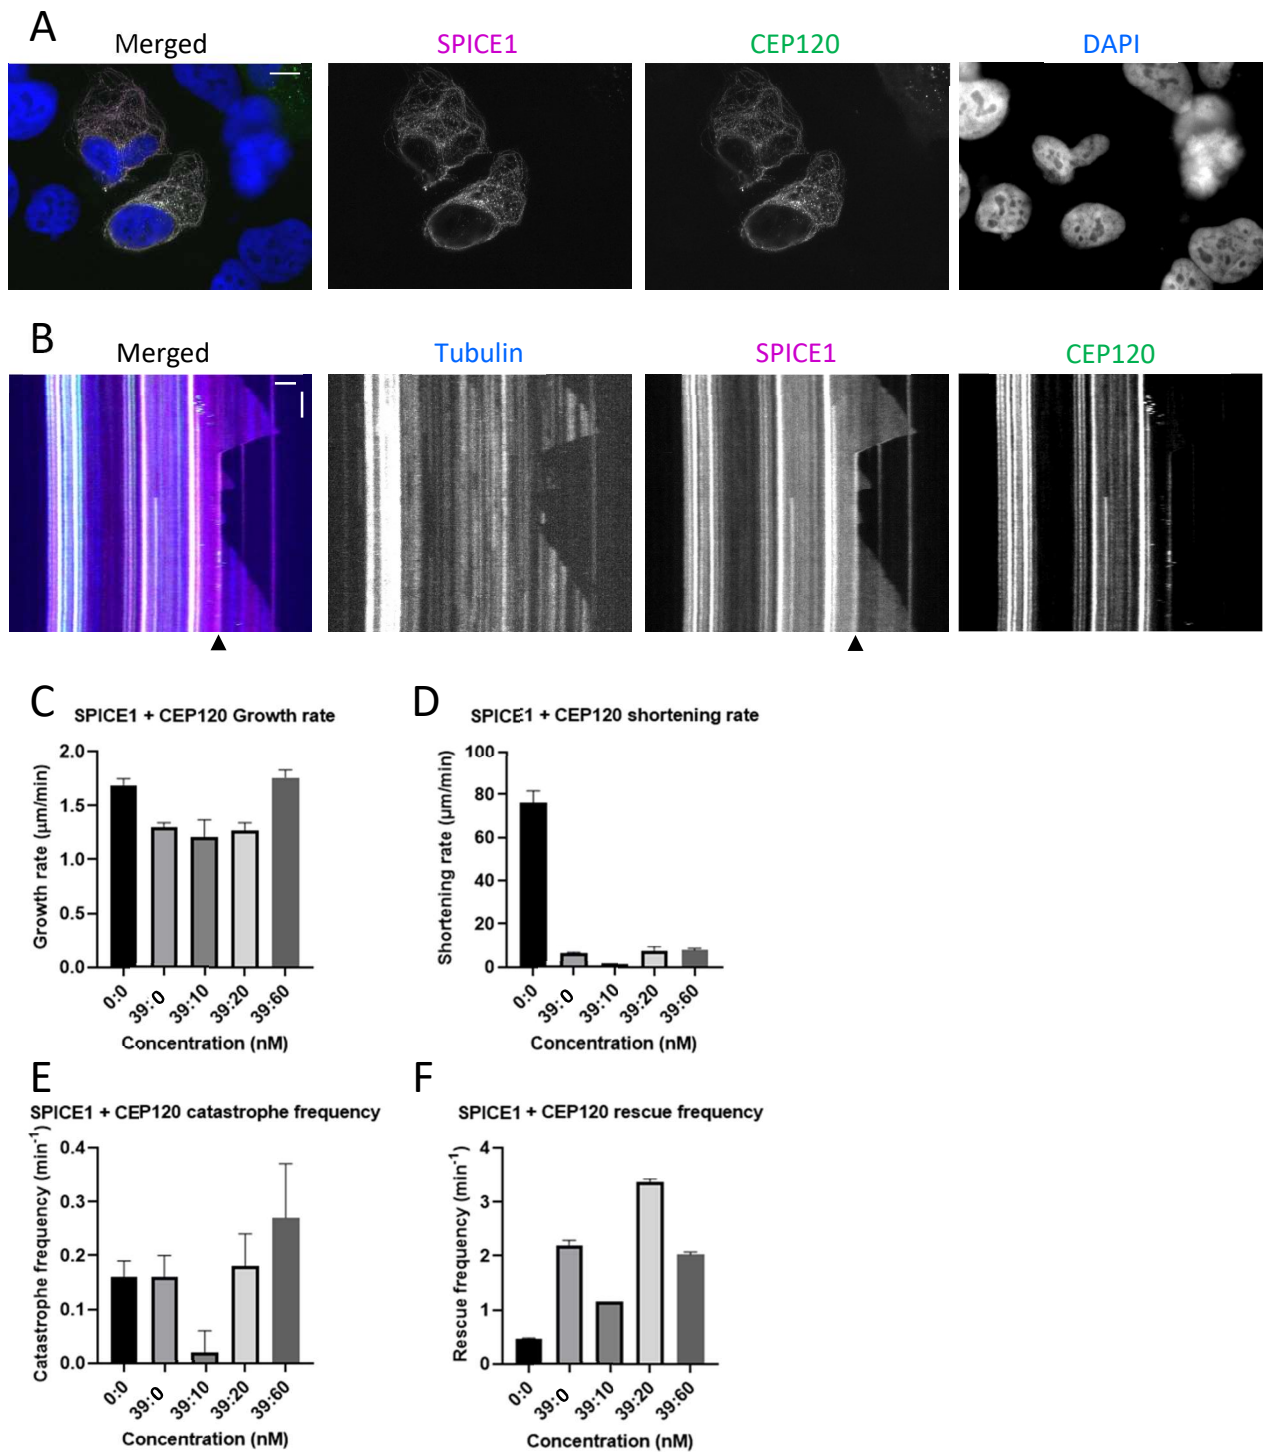 A
Merged
SPICE1
CEP120
DAPI
B
Merged
Tubulin
SPICE1
CEP120
C
SPICE1 + CEP120 Growth rate
Growth rate (µm/min)
2.0
1.5
1.0
0.5
0.0
0:0
39:0
39:10
39:20
39:60
Concentration (nM)
D
SPICE1 + CEP120 shortening rate
Shortening rate (µm/min)
100
80
60
40
20
0
0:0
39:0
39:10
39:20
39:60
Concentration (nM)
E
SPICE1 + CEP120 catastrophe frequency
Catastrophe frequency (min⁻¹)
0.4
0.3
0.2
0.1
0.0
0:0
39:0
39:10
39:20
39:60
Concentration (nM)
F
SPICE1 + CEP120 rescue frequency
Rescue frequency (min⁻¹)
4
3
2
1
0
0:0
39:0
39:10
39:20
39:60
Concentration (nM)